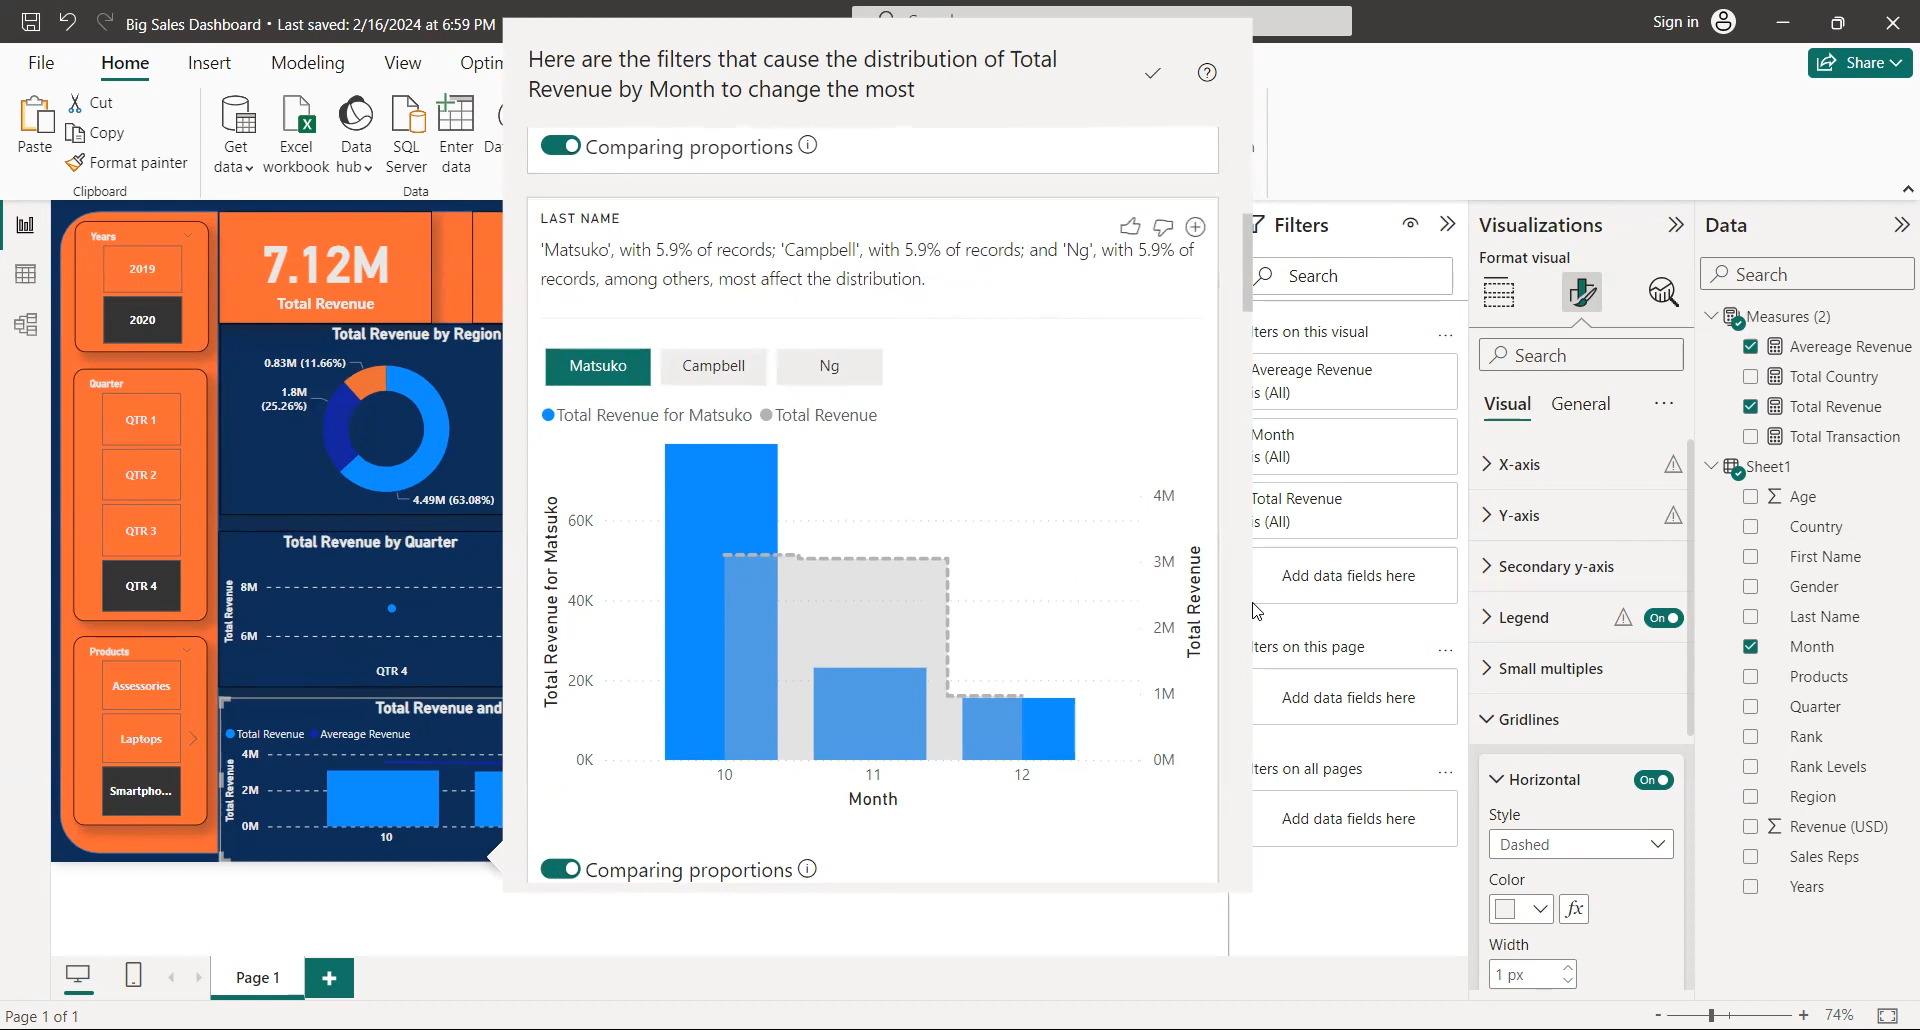 Big Sales Dashboard • Last saved: 2/16/2024 at 6:59 PM
Sign in
File
Home
Insert
Modeling
View
Share
Paste
Cut
Copy
Format painter
Clipboard
Get data
Excel workbook
Data hub
SQL Server
Enter data
Data
Here are the filters that cause the distribution of Total
Revenue by Month to change the most
Comparing proportions
LAST NAME
'Matsuko', with 5.9% of records; 'Campbell', with 5.9% of records; and 'Ng', with 5.9% of
records, among others, most affect the distribution.
Matsuko
Campbell
Ng
Total Revenue for Matsuko
Total Revenue
Total Revenue for Matsuko
60K
40K
20K
0K
4M
3M
2M
1M
0M
Total Revenue
10
11
12
Month
Comparing proportions
Years
2019
2020
Quarter
QTR 1
QTR 2
QTR 3
QTR 4
Products
Assessories
Laptops
Smartpho...
7.12M
Total Revenue
Total Revenue by Region
0.83M (11.66%)
1.8M
(25.26%)
4.49M (63.08%)
Total Revenue by Quarter
Total Revenue
8M
6M
QTR 4
Total Revenue and
Total Revenue
Avereage Revenue
Total Revenue
4M
2M
0M
10
Filters
Search
Avereage Revenue
is (All)
Month
is (All)
Total Revenue
is (All)
Add data fields here
...
Add data fields here
...
Add data fields here
Visualizations
Format visual
Search
Visual
General
...
X-axis
Y-axis
Secondary y-axis
Legend
On
Small multiples
Gridlines
Horizontal
On
Style
Dashed
Color
fx
Width
1 px
Data
Search
Measures (2)
Avereage Revenue
Total Country
Total Revenue
Total Transaction
Sheet1
Age
Country
First Name
Gender
Last Name
Month
Products
Quarter
Rank
Rank Levels
Region
Revenue (USD)
Sales Reps
Years
Page 1
Page 1 of 1
- + 74%